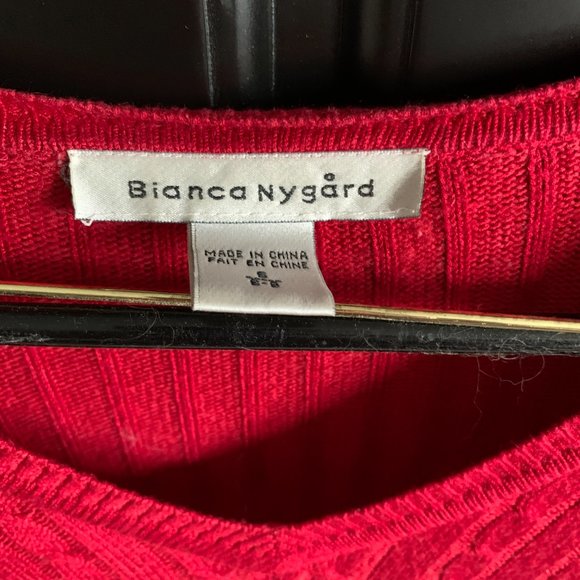 Bianca Nygård
MADE IN CHINA
FAIT EN CHINE